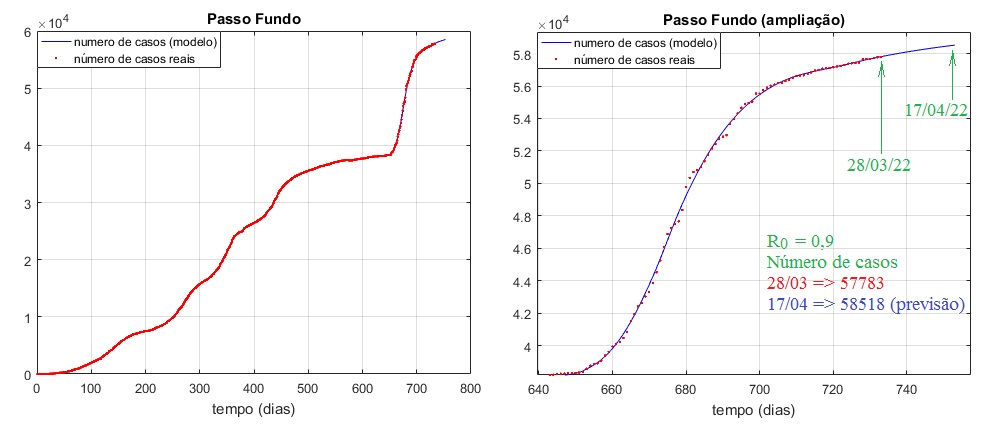 Passo Fundo
×10⁴
numero de casos (modelo)
número de casos reais
6
5
4
3
2
1
0
0 100 200 300 400 500 600 700 800
tempo (dias)
Passo Fundo (ampliação)
×10⁴
numero de casos (modelo)
número de casos reais
5.8
5.6
5.4
5.2
5
4.8
4.6
4.4
4.2
4
17/04/22
28/03/22
R0 = 0,9
Número de casos
28/03 => 57783
17/04 => 58518 (previsão)
640 660 680 700 720 740
tempo (dias)